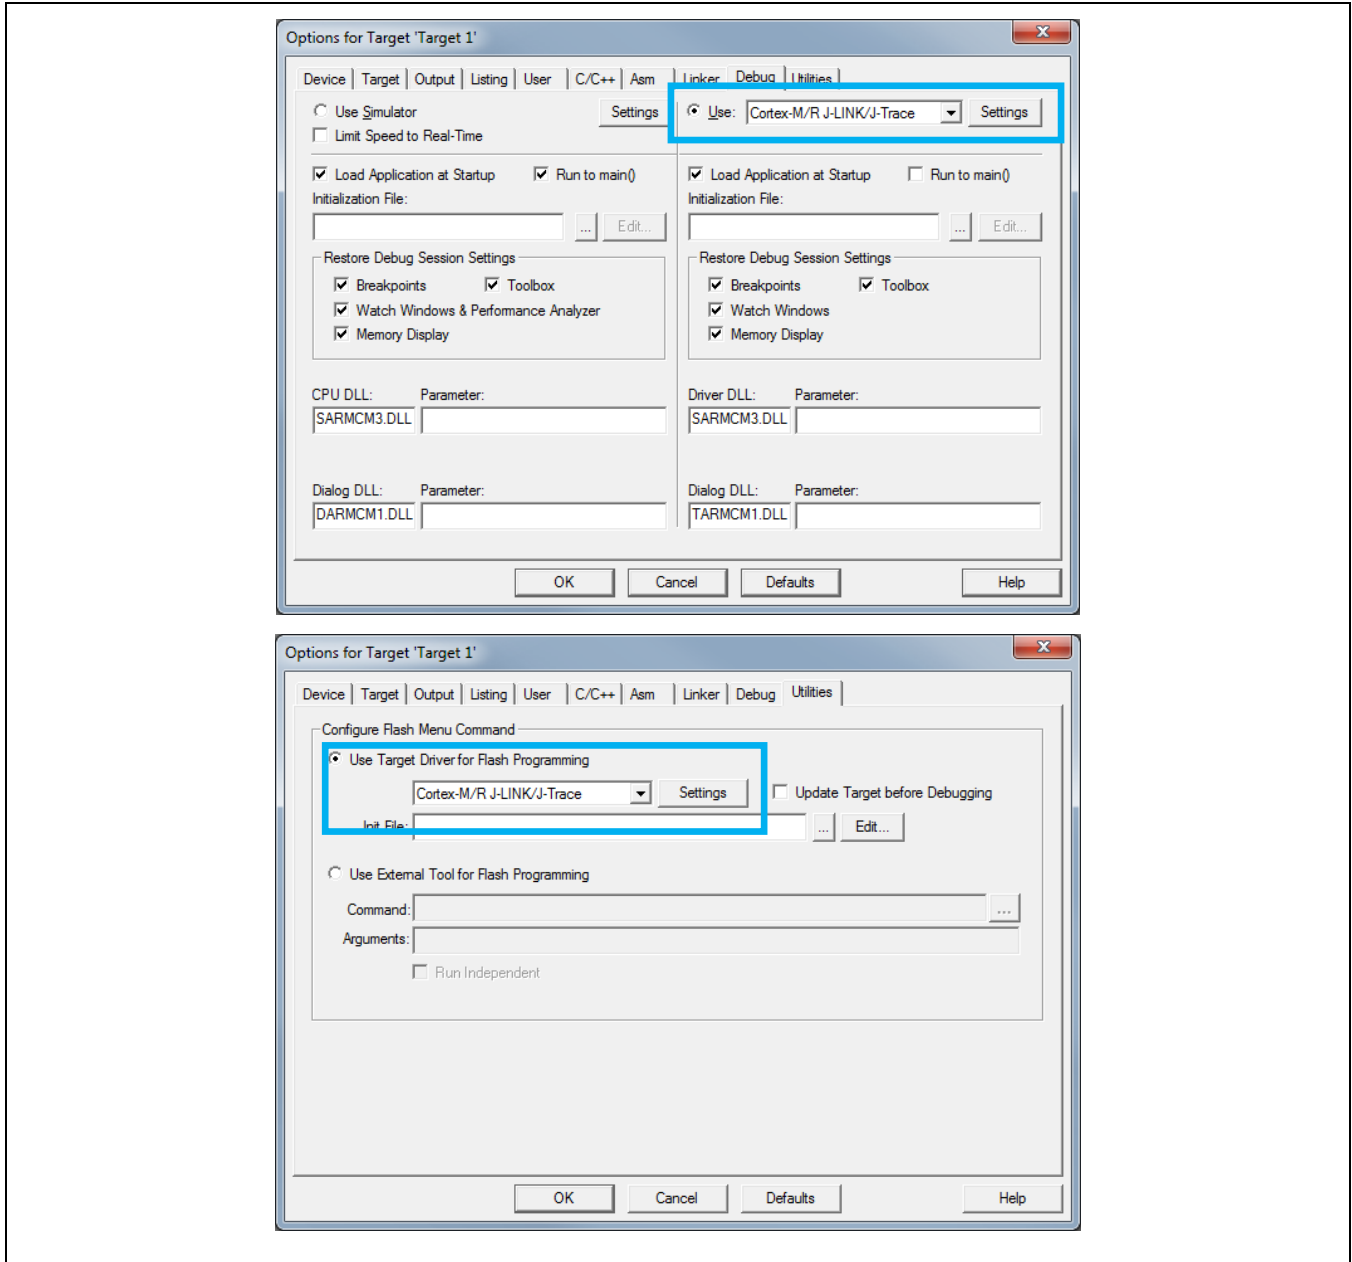 Options for Target 'Target 1'
Device Target Output Listing User C/C++ Asm Linker Debug Utilities
Use Simulator Settings Use: Cortex-M/R J-LINK/J-Trace Settings
Limit Speed to Real-Time
Load Application at Startup Run to main() Load Application at Startup Run to main()
Initialization File: Initialization File:
... Edit... ... Edit...
Restore Debug Session Settings Restore Debug Session Settings
Breakpoints Toolbox Breakpoints Toolbox
Watch Windows & Performance Analyzer Watch Windows
Memory Display Memory Display
CPU DLL: Parameter: Driver DLL: Parameter:
SARMCM3.DLL SARMCM3.DLL
Dialog DLL: Parameter: Dialog DLL: Parameter:
DARMCM1.DLL TARMCM1.DLL
OK Cancel Defaults Help
Options for Target 'Target 1'
Device Target Output Listing User C/C++ Asm Linker Debug Utilities
Configure Flash Menu Command
Use Target Driver for Flash Programming
Cortex-M/R J-LINK/J-Trace Settings Update Target before Debugging
Init File: ... Edit...
Use External Tool for Flash Programming
Command: ...
Arguments:
Run Independent
OK Cancel Defaults Help